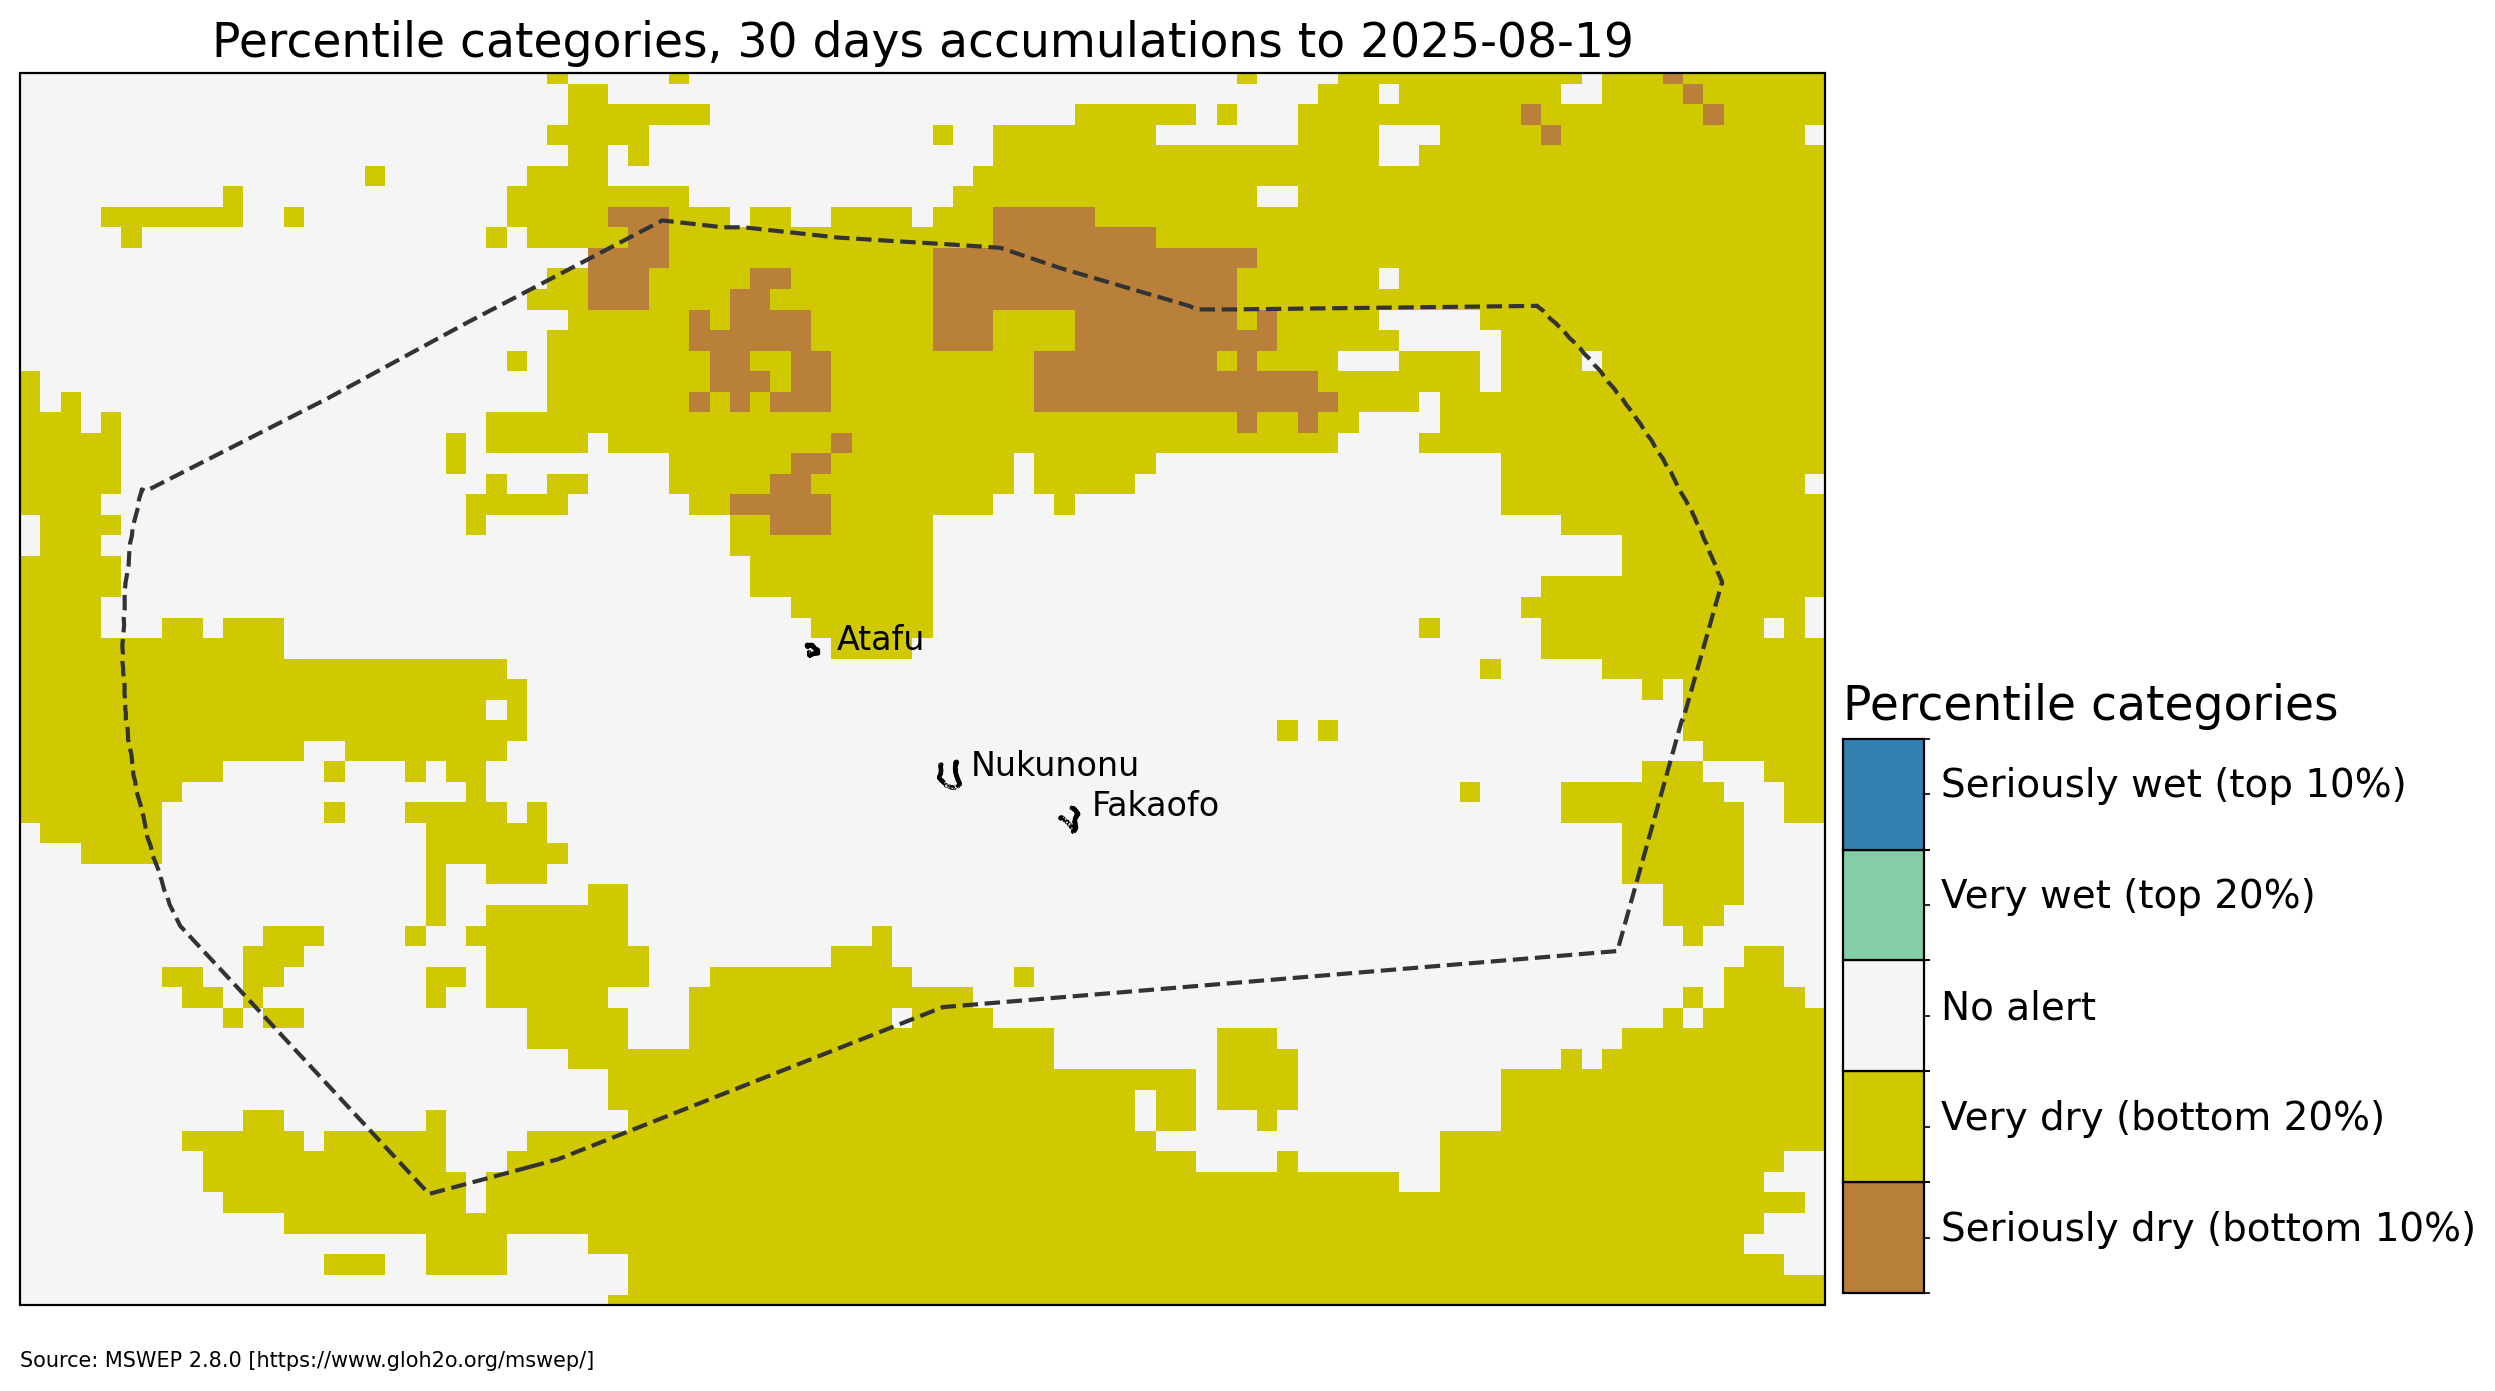 Percentile categories, 30 days accumulations to 2025-08-19
Atafu
Nukunonu
Fakaofo
Percentile categories
Seriously wet (top 10%)
Very wet (top 20%)
No alert
Very dry (bottom 20%)
Seriously dry (bottom 10%)
Source: MSWEP 2.8.0 [https://www.gloh2o.org/mswep/]